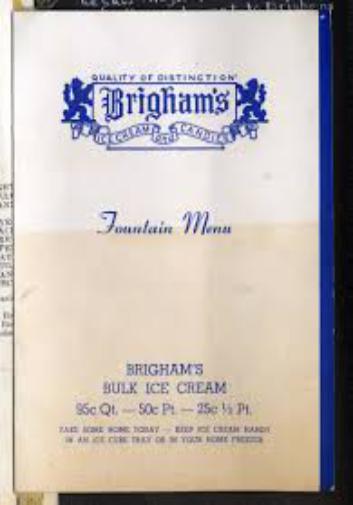 QUALITY OF DISTINCTION
Brigham's
ICE CREAM AND CANDIES
Fountain Menu
BRIGHAM'S
BULK ICE CREAM
95c Qt. — 50c Pt. — 25c ½ Pt.
TAKE SOME HOME TODAY — KEEP ICE CREAM HANDY
IN AN ICE CUBE TRAY OR IN YOUR HOME FREEZER